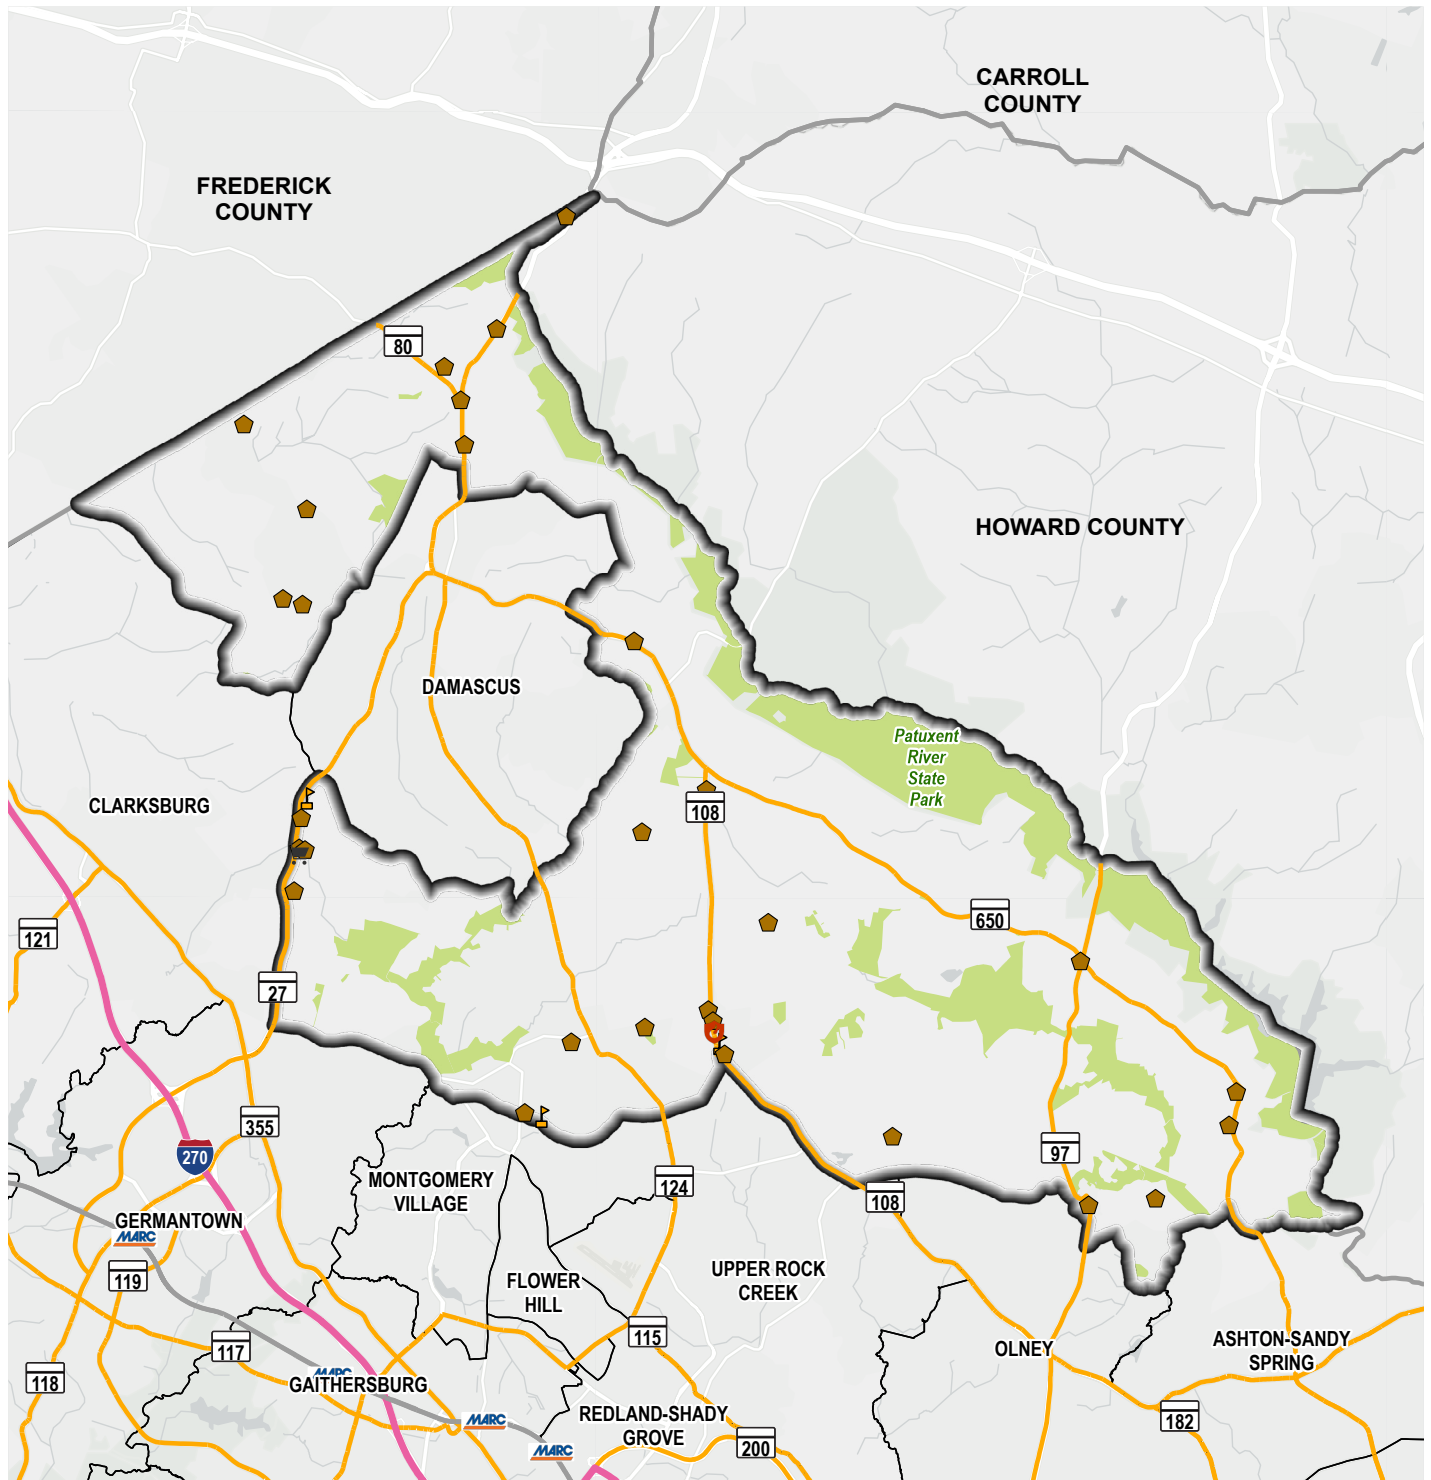 CARROLL
COUNTY
FREDERICK
COUNTY
80
HOWARD COUNTY
DAMASCUS
Patuxent
River
State
Park
CLARKSBURG
108
650
121
27
355
97
270
MONTGOMERY
VILLAGE
124
108
GERMANTOWN
MARC
119
FLOWER
HILL
UPPER ROCK
CREEK
115
117
OLNEY
ASHTON-SANDY
SPRING
118
MARC
GAITHERSBURG
REDLAND-SHADY
GROVE
MARC
182
200
MARC